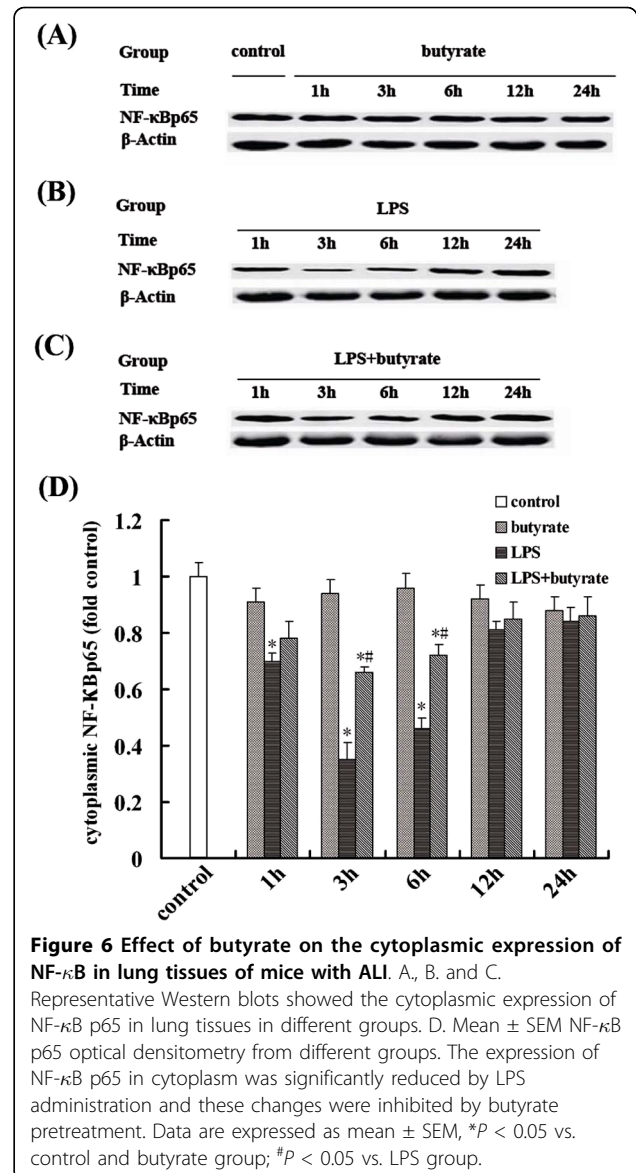 (A)
Group control butyrate
Time 1h 3h 6h 12h 24h
NF-κBp65
β-Actin
(B)
Group LPS
Time 1h 3h 6h 12h 24h
NF-κBp65
β-Actin
(C)
Group LPS+butyrate
Time 1h 3h 6h 12h 24h
NF-κBp65
β-Actin
(D)
cytoplasmic NF-KBp65 (fold control)
1.2
1
0.8
0.6
0.4
0.2
0
control
butyrate
LPS
LPS+butyrate
*
*
*#
*
*#
control 1h 3h 6h 12h 24h
Figure 6 Effect of butyrate on the cytoplasmic expression of
NF-κB in lung tissues of mice with ALI. A., B. and C.
Representative Western blots showed the cytoplasmic expression of
NF-κB p65 in lung tissues in different groups. D. Mean ± SEM NF-κB
p65 optical densitometry from different groups. The expression of
NF-κB p65 in cytoplasm was significantly reduced by LPS
administration and these changes were inhibited by butyrate
pretreatment. Data are expressed as mean ± SEM, *P < 0.05 vs.
control and butyrate group; #P < 0.05 vs. LPS group.